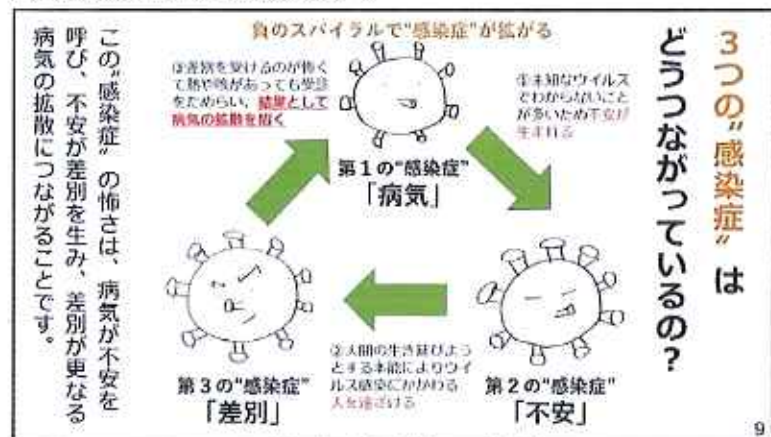 3つの“感染症”は
どうつながっているの？
負のスパイラルで“感染症”が拡がる
①未知なウイルス
でわからないこと
が多いため不安が
生まれる
第1の“感染症”
「病気」
③差別を受けるのが怖く
て熱や咳があっても受診
をためらい、結果として
病気の拡散を招く
第2の“感染症”
「不安」
②人間の生き延びよう
とする本能によりウイ
ルス感染にかかわる
人を遠ざける
第3の“感染症”
「差別」
この“感染症”の怖さは、病気が不安を
呼び、不安が差別を生み、差別が更なる
病気の拡散につながることです。
9